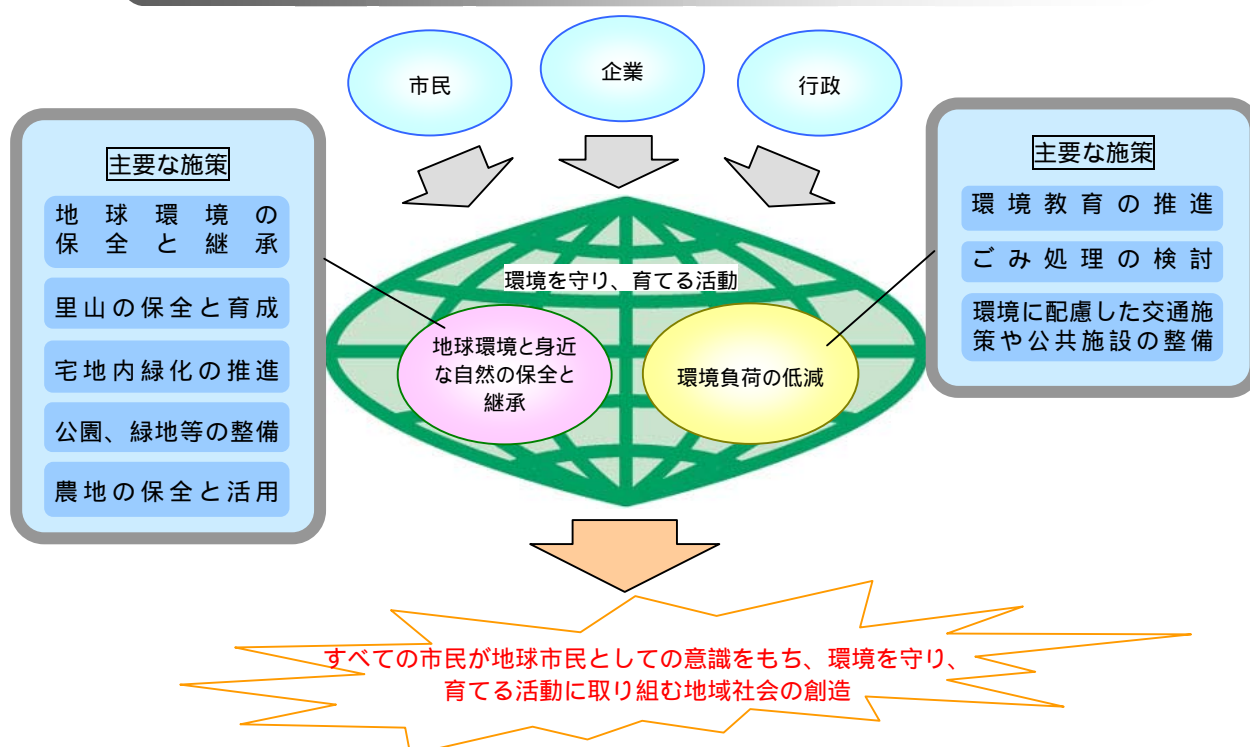 市民
企業
行政
主要な施策
地球環境の
保全と継承
里山の保全と育成
宅地内緑化の推進
公園、緑地等の整備
農地の保全と活用
主要な施策
環境教育の推進
ごみ処理の検討
環境に配慮した交通施
策や公共施設の整備
環境を守り、育てる活動
地球環境と身近
な自然の保全と
継承
環境負荷の低減
すべての市民が地球市民としての意識をもち、環境を守り、
育てる活動に取り組む地域社会の創造